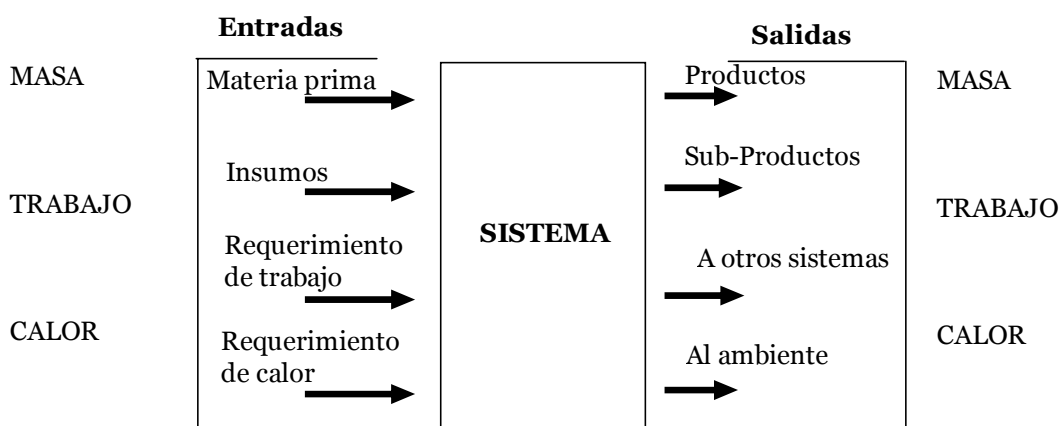 Entradas
Salidas
MASA
Materia prima
Productos
MASA
Insumos
Sub-Productos
TRABAJO
TRABAJO
SISTEMA
Requerimiento
de trabajo
A otros sistemas
CALOR
Requerimiento
de calor
Al ambiente
CALOR